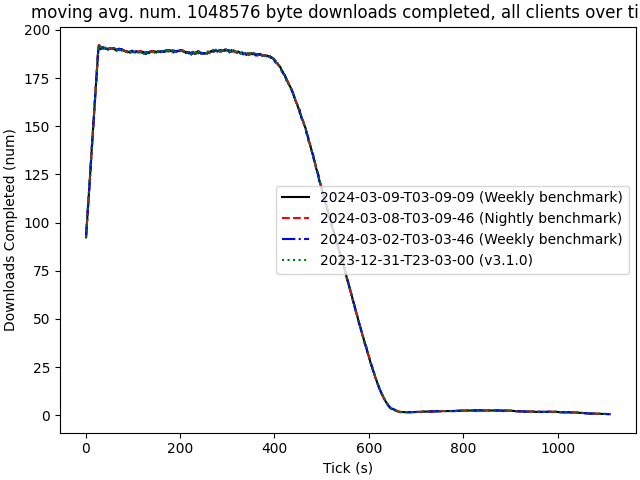 moving avg. num. 1048576 byte downloads completed, all clients over ti
200
175
150
125
100
75
50
25
0
Downloads Completed (num)
2024-03-09-T03-09-09 (Weekly benchmark)
2024-03-08-T03-09-46 (Nightly benchmark)
2024-03-02-T03-03-46 (Weekly benchmark)
2023-12-31-T23-03-00 (v3.1.0)
0 200 400 600 800 1000
Tick (s)